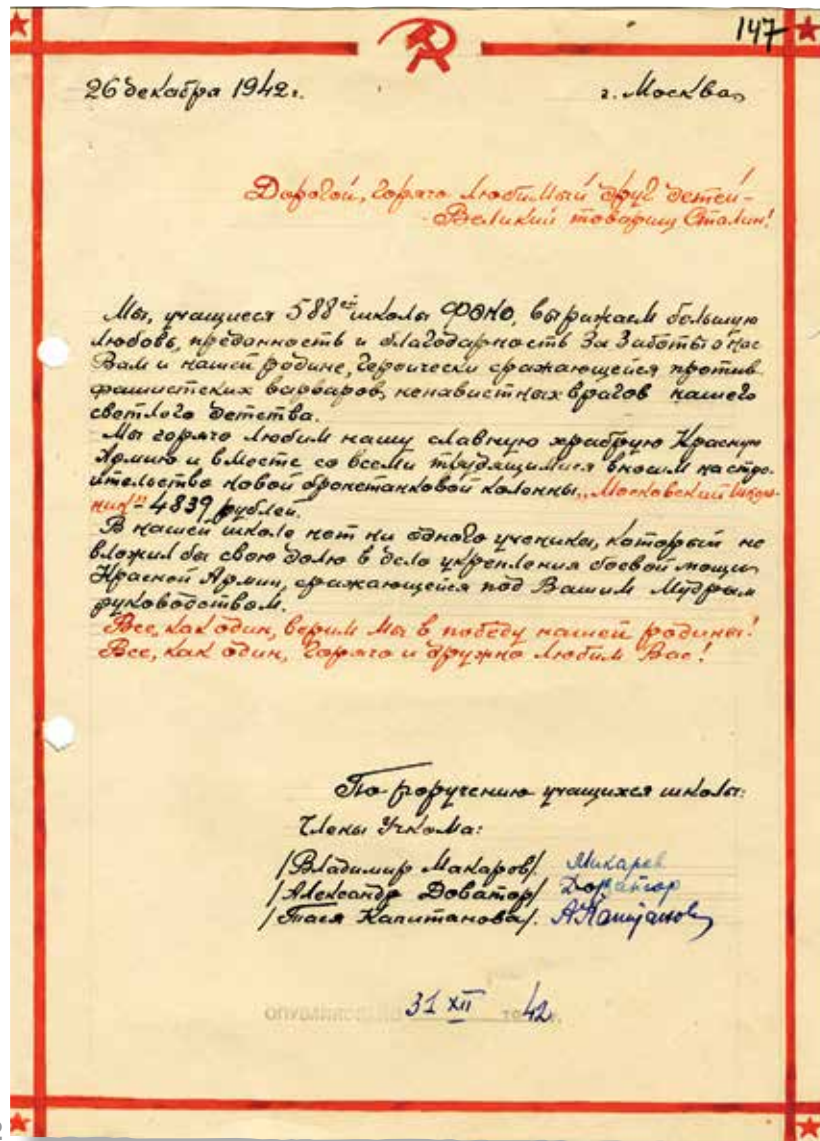 147
26 декабря 1942г. г. Москва
Дорогой, горячо любимый друг детей –
– Великий товарищ Сталин!
Мы, учащиеся 588ой школы ФОНО, выражаем большую
любовь, преданность и благодарность за заботы о нас
Вам и нашей родине, героически сражающейся против
фашистских варваров, ненавистных врагов нашего
светлого детства.
Мы горячо любим нашу славную храбрую Красную
Армию и вместе со всеми трудящимися вносим на стро-
ительство новой бронетанковой колонны „Московский школь-
ник" – 4839 рублей.
В нашей школе нет ни одного ученика, который не
вложил бы свою долю в дело укрепления боевой мощи
Красной Армии, сражающейся под Вашим мудрым
руководством.
Все, как один, верим мы в победу нашей родины!
Все, как один, горячо и дружно любим Вас!
По поручению учащихся школы:
Члены Учкома:
/Владимир Макаров/. Макаров
/Александр Доватор/ Доватор
/Тася Капитанова/.
опубликовано 31 XII 1942г.